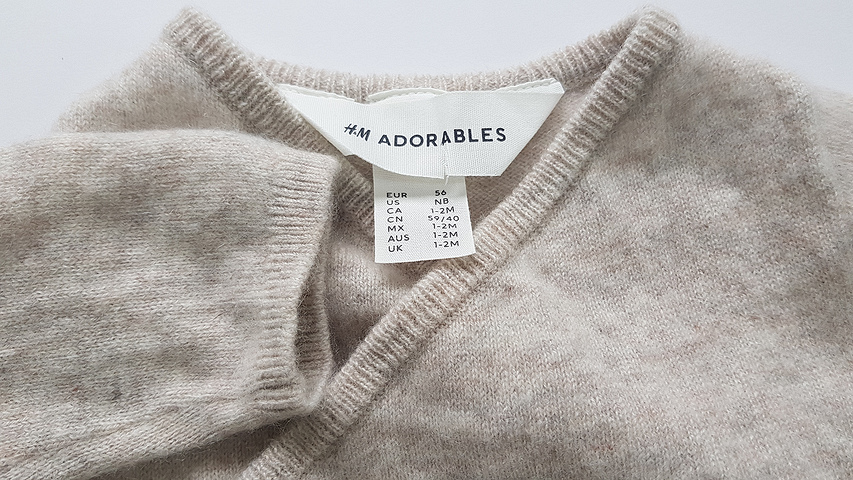 H&M ADORABLES
EUR 56
US NB
CA 1-2M
CN 59/40
MX 1-2M
AUS 1-2M
UK 1-2M